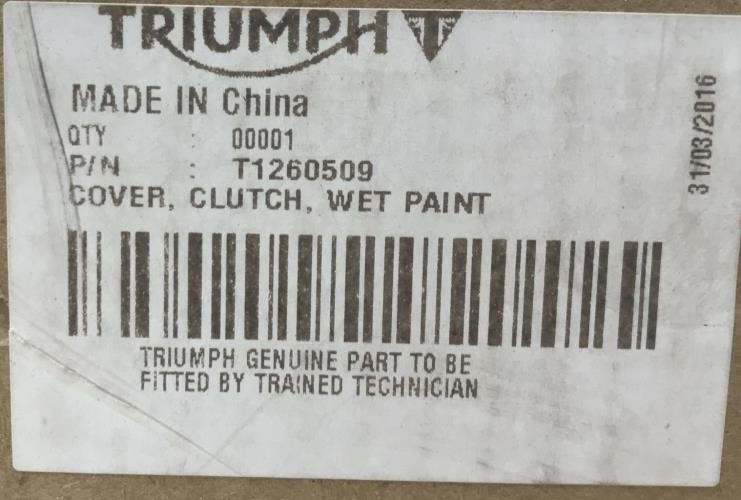 TRIUMPH
MADE IN China
QTY : 00001
P/N : T1260509
COVER, CLUTCH, WET PAINT
TRIUMPH GENUINE PART TO BE
FITTED BY TRAINED TECHNICIAN
31/03/2016